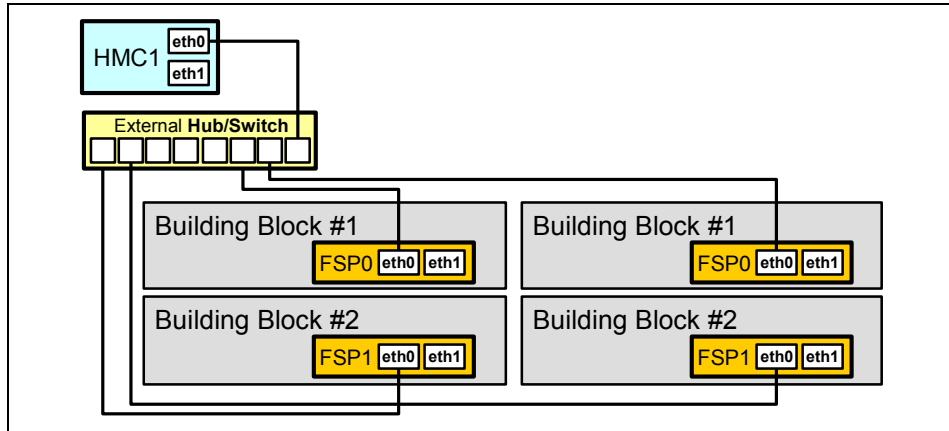 HMC1
eth0
eth1
External Hub/Switch
Building Block #1
FSP0 eth0 eth1
Building Block #1
FSP0 eth0 eth1
Building Block #2
FSP1 eth0 eth1
Building Block #2
FSP1 eth0 eth1